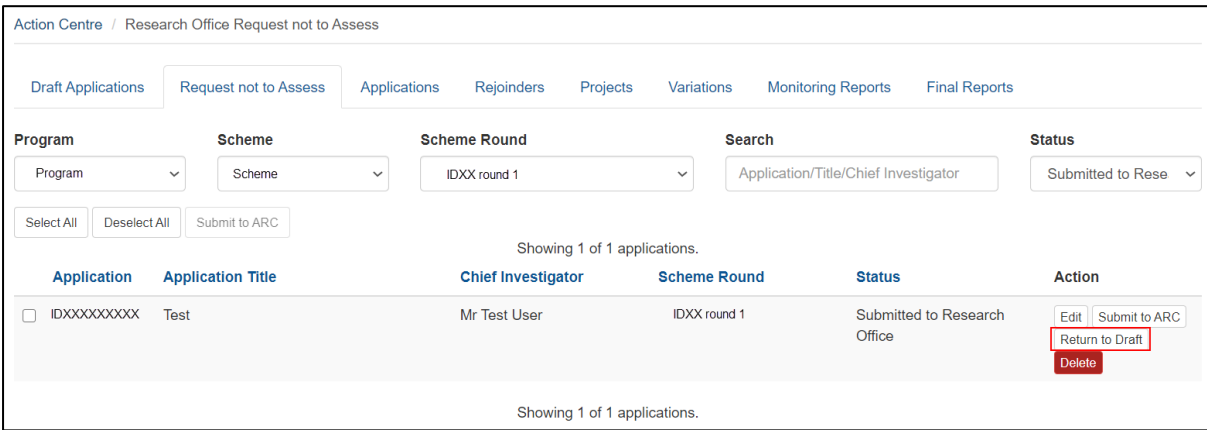 Action Centre / Research Office Request not to Assess
Draft Applications Request not to Assess Applications Rejoinders Projects Variations Monitoring Reports Final Reports
Program Scheme Scheme Round Search Status
Program Scheme IDXX round 1 Application/Title/Chief Investigator Submitted to Rese
Select All Deselect All Submit to ARC
Showing 1 of 1 applications.
Application Application Title Chief Investigator Scheme Round Status Action
IDXXXXXXXXX Test Mr Test User IDXX round 1 Submitted to Research Edit Submit to ARC
Office Return to Draft
Delete
Showing 1 of 1 applications.